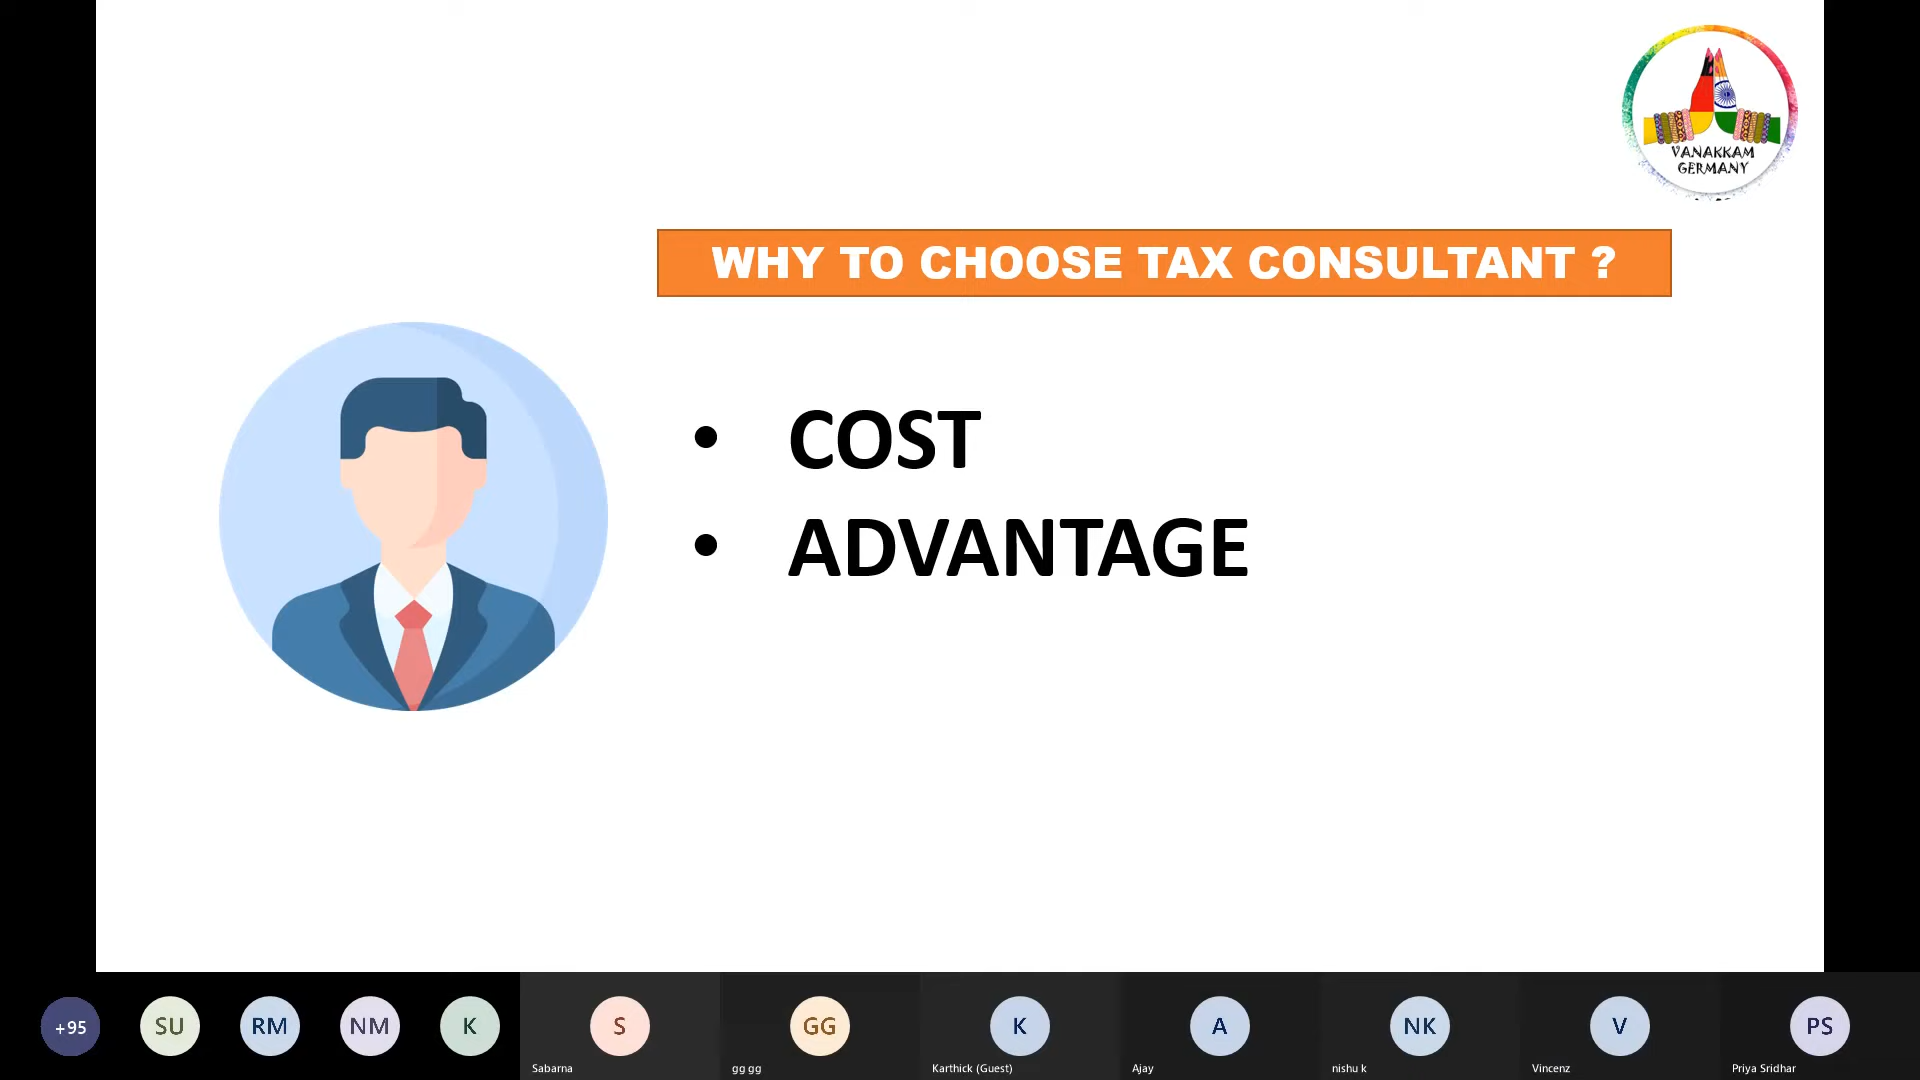 VANAKKAM
GERMANY
WHY TO CHOOSE TAX CONSULTANT ?
• COST
• ADVANTAGE
+95
SU
RM
NM
K
S
GG
K
A
NK
V
PS
Sabarna
gg gg
Karthick (Guest)
Ajay
nishu k
Vincenz
Priya Sridhar